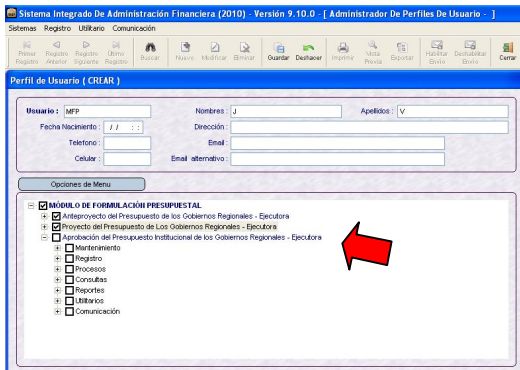 Sistema Integrado De Administración Financiera (2010) - Versión 9.10.0 - [ Administrador De Perfiles De Usuario - ]
Sistemas Registro Utilitario Comunicación
Primer Registro Registro Anterior Registro Siguiente Último Registro Buscar Nuevo Modificar Eliminar Guardar Deshacer Imprimir Vista Previa Exportar Habilitar Envio Deshabilitar Envio Cerrar
Perfil de Usuario ( CREAR )
Usuario : MFP Nombres : J Apellidos : V
Fecha Nacimiento : / / : : Dirección :
Telefono : Email :
Celular : Email alternativo :
Opciones de Menu
MÓDULO DE FORMULACIÓN PRESUPUESTAL
Anteproyecto del Presupuesto de los Gobiernos Regionales - Ejecutora
Proyecto del Presupuesto de Los Gobiernos Regionales - Ejecutora
Aprobación del Presupuesto Institucional de los Gobiernos Regionales - Ejecutora
Mantenimiento
Registro
Procesos
Consultas
Reportes
Utilitarios
Comunicación